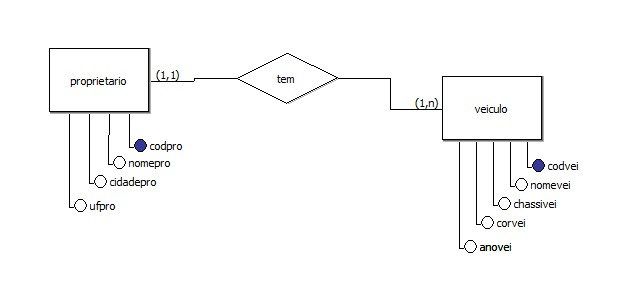 proprietario
(1,1)
tem
(1,n)
veiculo
codpro
nomepro
cidadepro
ufpro
codvei
nomevei
chassivei
corvei
anovei